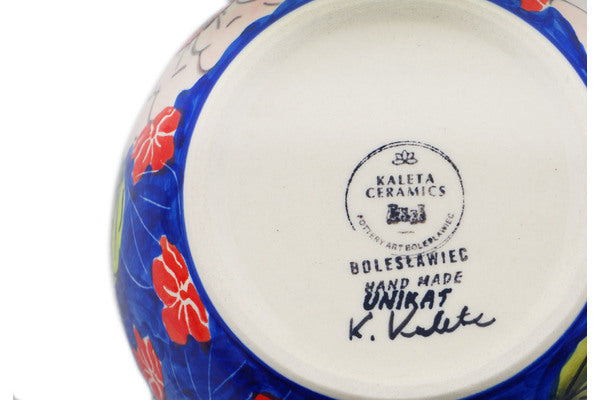 KALETA
CERAMICS
POTTERY ART BOLESŁAWIEC
BOLESŁAWIEC
HAND MADE
UNIKAT
K. Kaleta